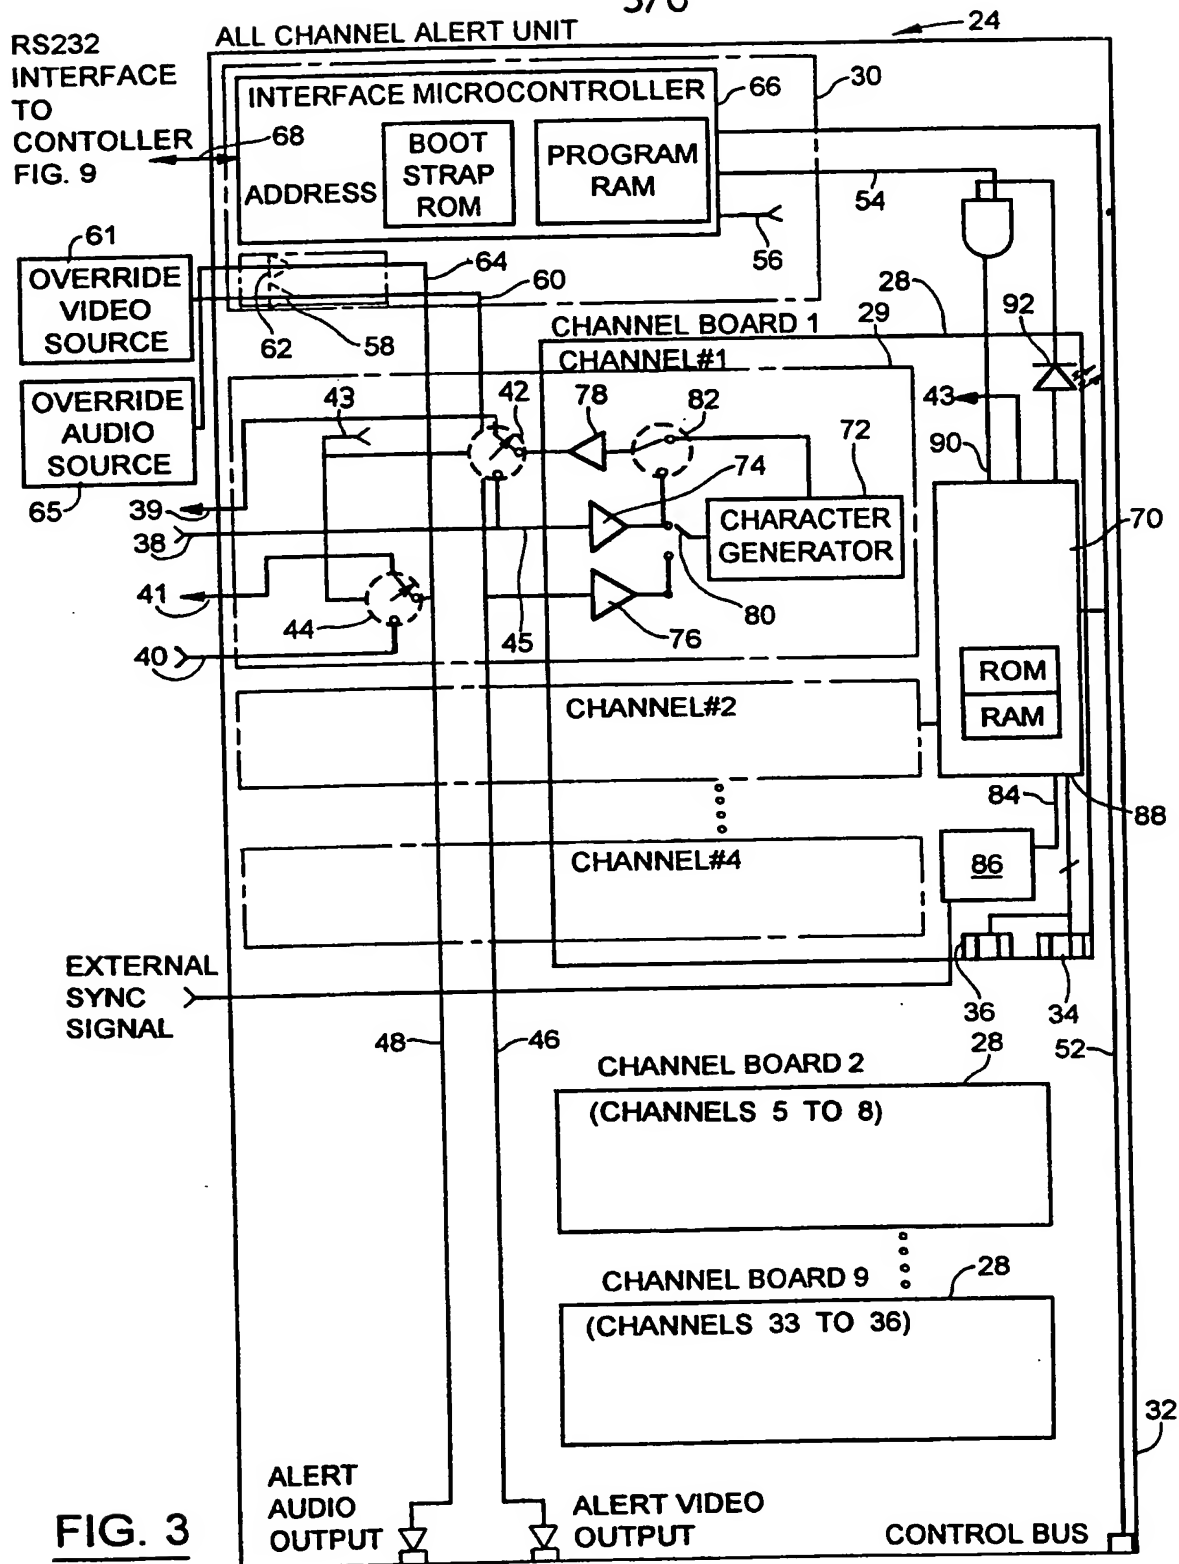 3/6
ALL CHANNEL ALERT UNIT
24
RS232
INTERFACE
TO
CONTOLLER
FIG. 9
68
30
INTERFACE MICROCONTROLLER
66
ADDRESS
BOOT
STRAP
ROM
PROGRAM
RAM
54
56
61
OVERRIDE
VIDEO
SOURCE
64
60
62
58
28
CHANNEL BOARD 1
29
92
CHANNEL#1
OVERRIDE
AUDIO
SOURCE
65
43
42
78
82
72
43
90
74
39
38
CHARACTER
GENERATOR
70
41
44
45
76
80
40
ROM
RAM
CHANNEL#2
84
88
CHANNEL#4
86
EXTERNAL
SYNC
SIGNAL
36
34
48
46
52
CHANNEL BOARD 2
28
(CHANNELS 5 TO 8)
CHANNEL BOARD 9
28
(CHANNELS 33 TO 36)
32
ALERT
AUDIO
OUTPUT
ALERT VIDEO
OUTPUT
CONTROL BUS
FIG. 3